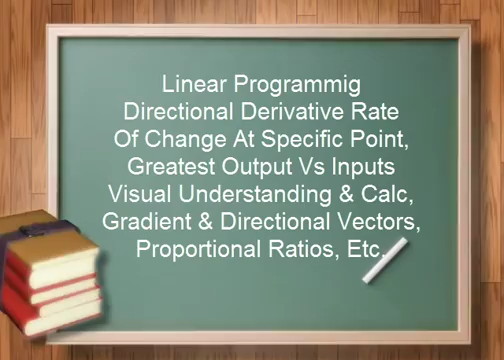 Linear Programmig
Directional Derivative Rate
Of Change At Specific Point,
Greatest Output Vs Inputs
Visual Understanding & Calc,
Gradient & Directional Vectors,
Proportional Ratios, Etc.